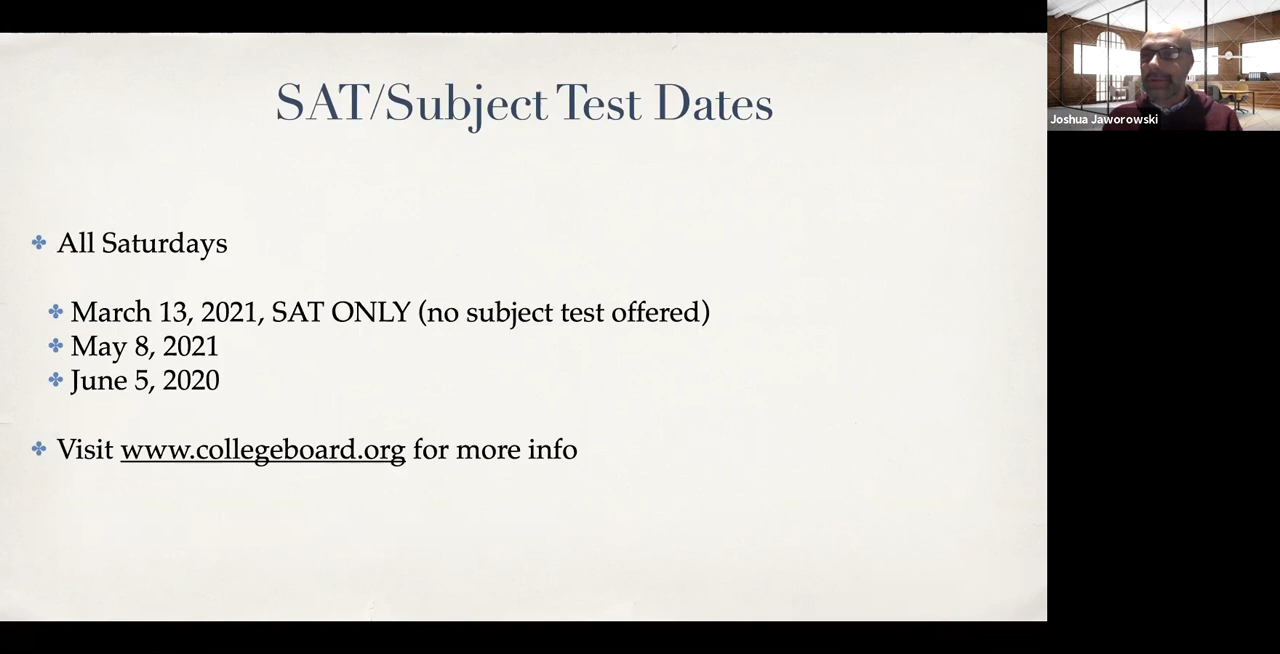 SAT/Subject Test Dates
All Saturdays
March 13, 2021, SAT ONLY (no subject test offered)
May 8, 2021
June 5, 2020
Visit www.collegeboard.org for more info
Joshua Jaworowski